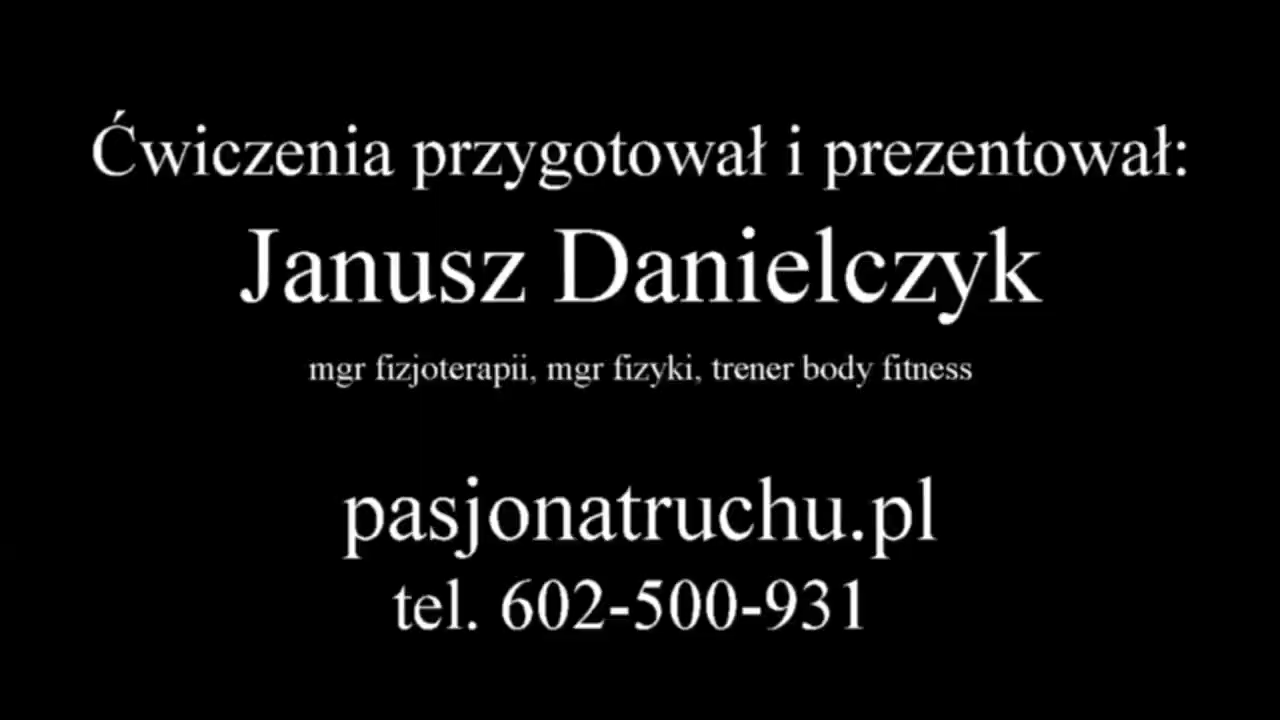 Ćwiczenia przygotował i prezentował:
Janusz Danielczyk
mgr fizjoterapii, mgr fizyki, trener body fitness
pasjonatruchu.pl
tel. 602-500-931